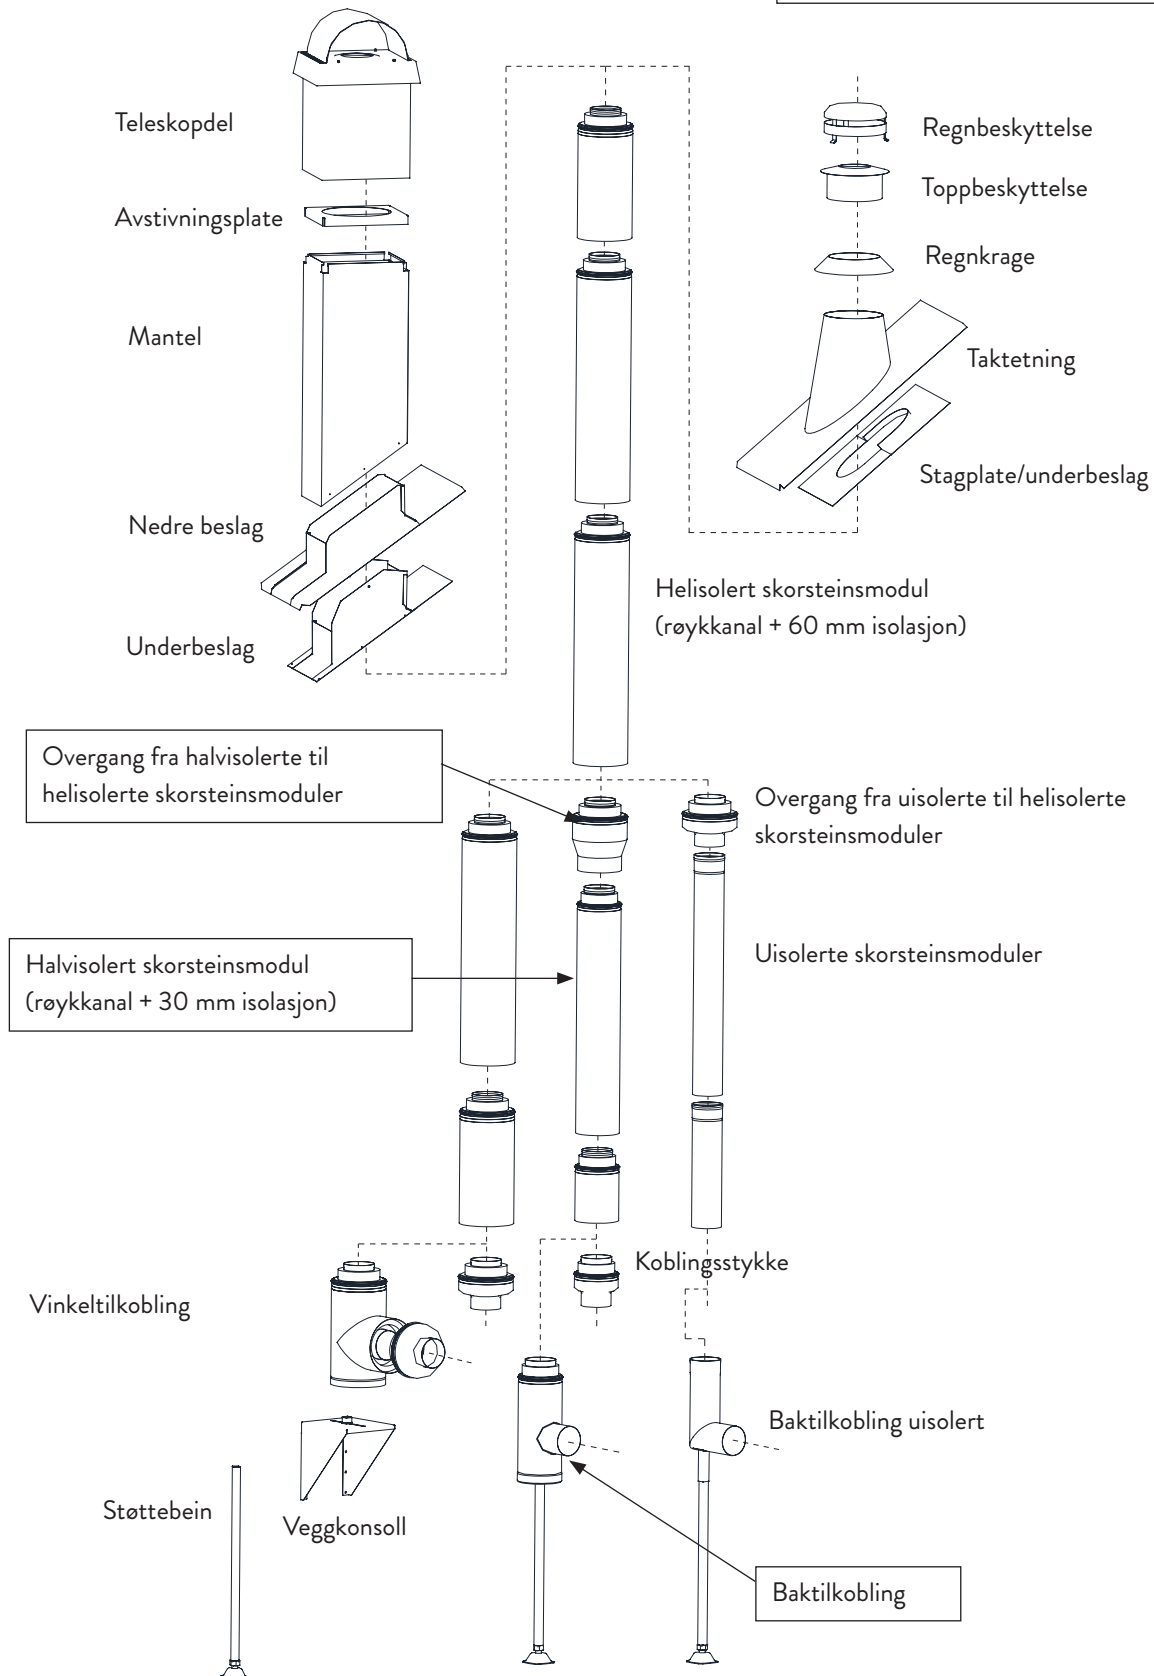 Teleskopdel
Avstivningsplate
Mantel
Nedre beslag
Underbeslag
Regnbeskyttelse
Toppbeskyttelse
Regnkrage
Taktetning
Stagplate/underbeslag
Helisolert skorsteinsmodul
(røykkanal + 60 mm isolasjon)
Overgang fra halvisolerte til
helisolerte skorsteinsmoduler
Overgang fra uisolerte til helisolerte
skorsteinsmoduler
Halvisolert skorsteinsmodul
(røykkanal + 30 mm isolasjon)
Uisolerte skorsteinsmoduler
Koblingsstykke
Vinkeltilkobling
Baktilkobling uisolert
Støttebein
Veggkonsoll
Baktilkobling